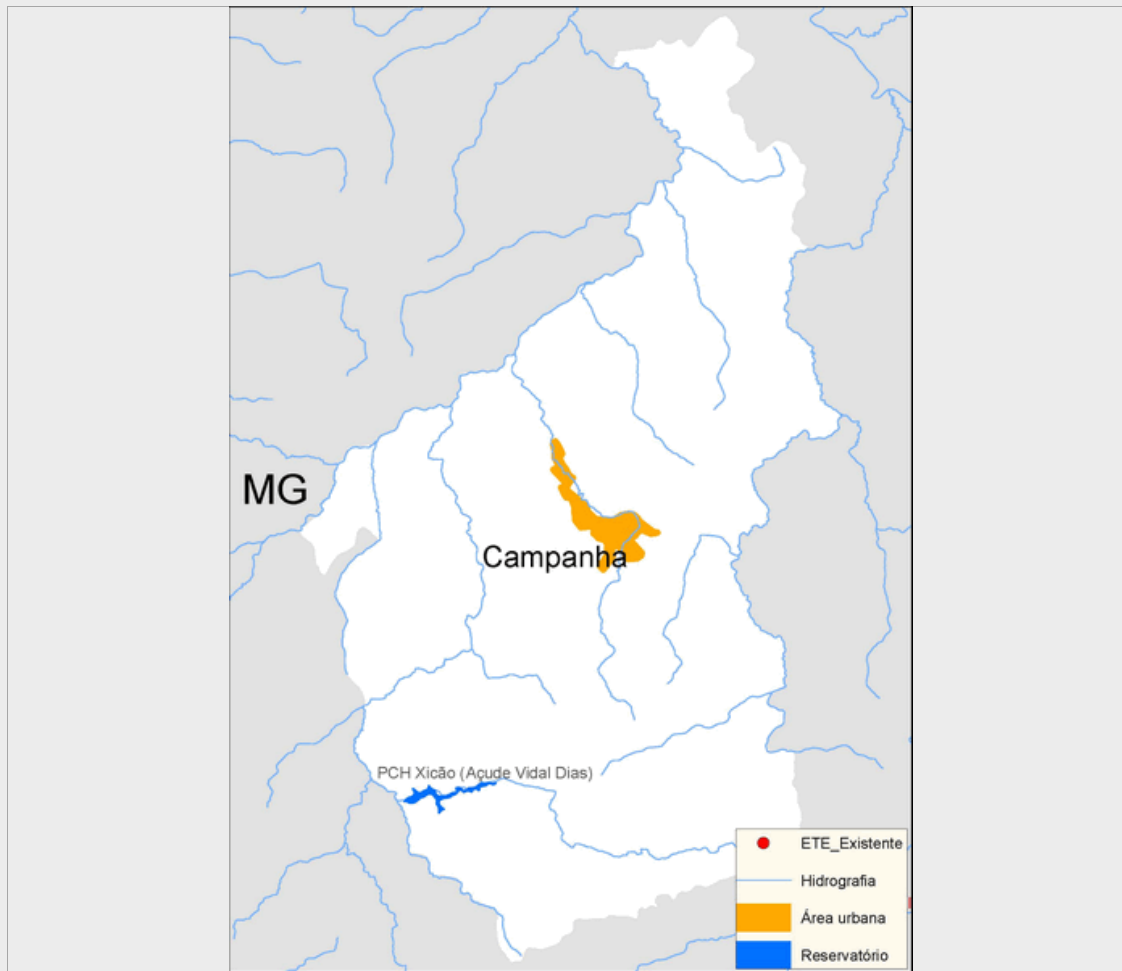 MG
Campanha
PCH Xicão (Açude Vidal Dias)
ETE_Existente
Hidrografia
Área urbana
Reservatório